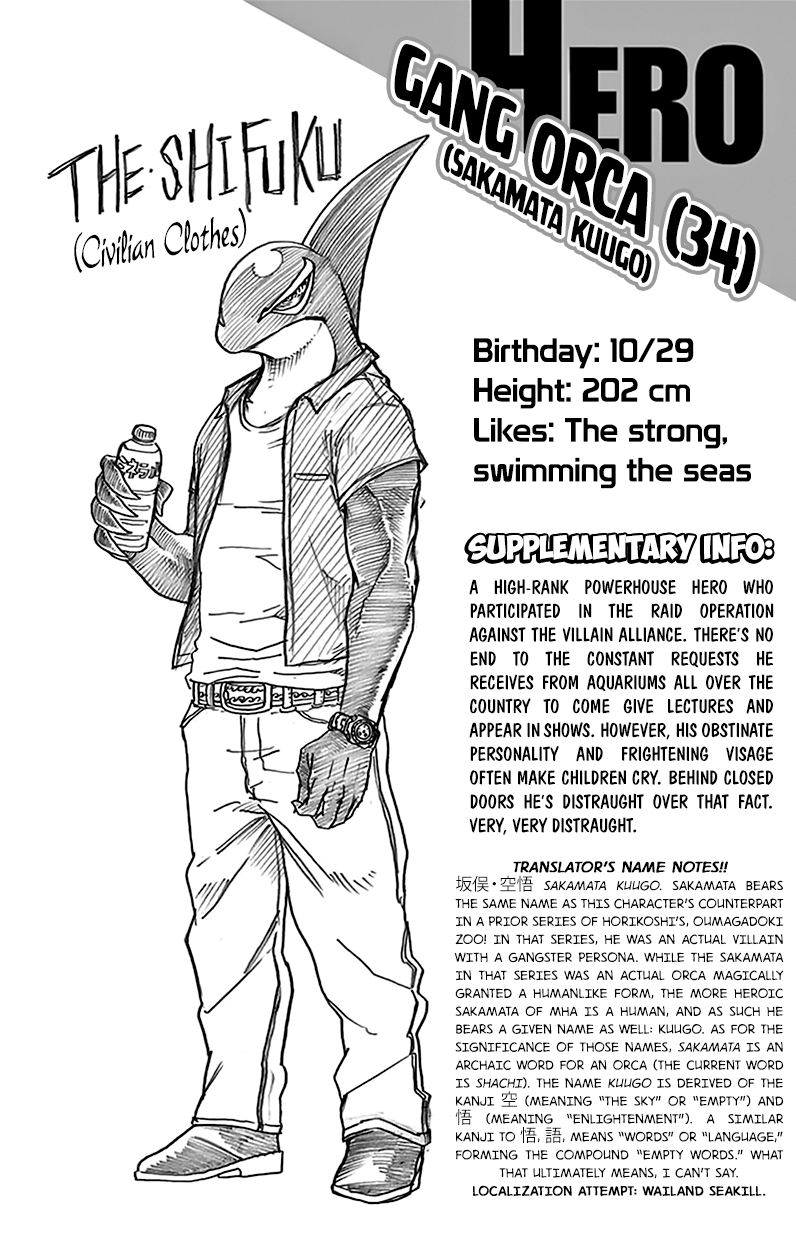 HERO
GANG ORCA (34)
(SAKAMATA KUUGO)
THE·SHIFUKU
(Civilian Clothes)
Birthday: 10/29
Height: 202 cm
Likes: The strong,
swimming the seas
ミネラル
SUPPLEMENTARY INFO:
A HIGH-RANK POWERHOUSE HERO WHO
PARTICIPATED IN THE RAID OPERATION
AGAINST THE VILLAIN ALLIANCE. THERE'S NO
END TO THE CONSTANT REQUESTS HE
RECEIVES FROM AQUARIUMS ALL OVER THE
COUNTRY TO COME GIVE LECTURES AND
APPEAR IN SHOWS. HOWEVER, HIS OBSTINATE
PERSONALITY AND FRIGHTENING VISAGE
OFTEN MAKE CHILDREN CRY. BEHIND CLOSED
DOORS HE'S DISTRAUGHT OVER THAT FACT.
VERY, VERY DISTRAUGHT.
TRANSLATOR'S NAME NOTES!!
坂俣・空悟 SAKAMATA KUUGO. SAKAMATA BEARS
THE SAME NAME AS THIS CHARACTER'S COUNTERPART
IN A PRIOR SERIES OF HORIKOSHI'S, OUMAGADOKI
ZOO! IN THAT SERIES, HE WAS AN ACTUAL VILLAIN
WITH A GANGSTER PERSONA. WHILE THE SAKAMATA
IN THAT SERIES WAS AN ACTUAL ORCA MAGICALLY
GRANTED A HUMANLIKE FORM, THE MORE HEROIC
SAKAMATA OF MHA IS A HUMAN, AND AS SUCH HE
BEARS A GIVEN NAME AS WELL: KUUGO. AS FOR THE
SIGNIFICANCE OF THOSE NAMES, SAKAMATA IS AN
ARCHAIC WORD FOR AN ORCA (THE CURRENT WORD
IS SHACHI). THE NAME KUUGO IS DERIVED OF THE
KANJI 空 (MEANING "THE SKY" OR "EMPTY") AND
悟 (MEANING "ENLIGHTENMENT"). A SIMILAR
KANJI TO 悟, 語, MEANS "WORDS" OR "LANGUAGE,"
FORMING THE COMPOUND "EMPTY WORDS." WHAT
THAT ULTIMATELY MEANS, I CAN'T SAY.
LOCALIZATION ATTEMPT: WAILAND SEAKILL.